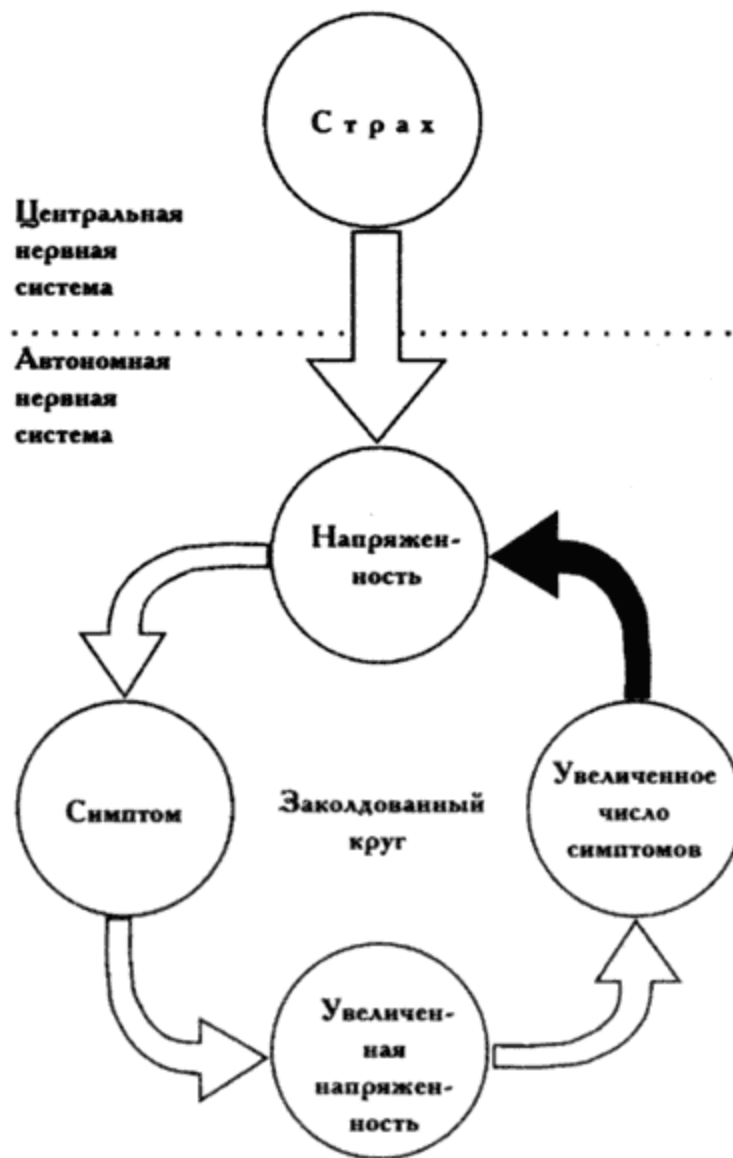 Страх
Центральная
нервная
система
Автономная
нервная
система
Напряжен-
ность
Симптом
Заколдованный
круг
Увеличенное
число
симптомов
Увеличен-
ная
напряжен-
ность